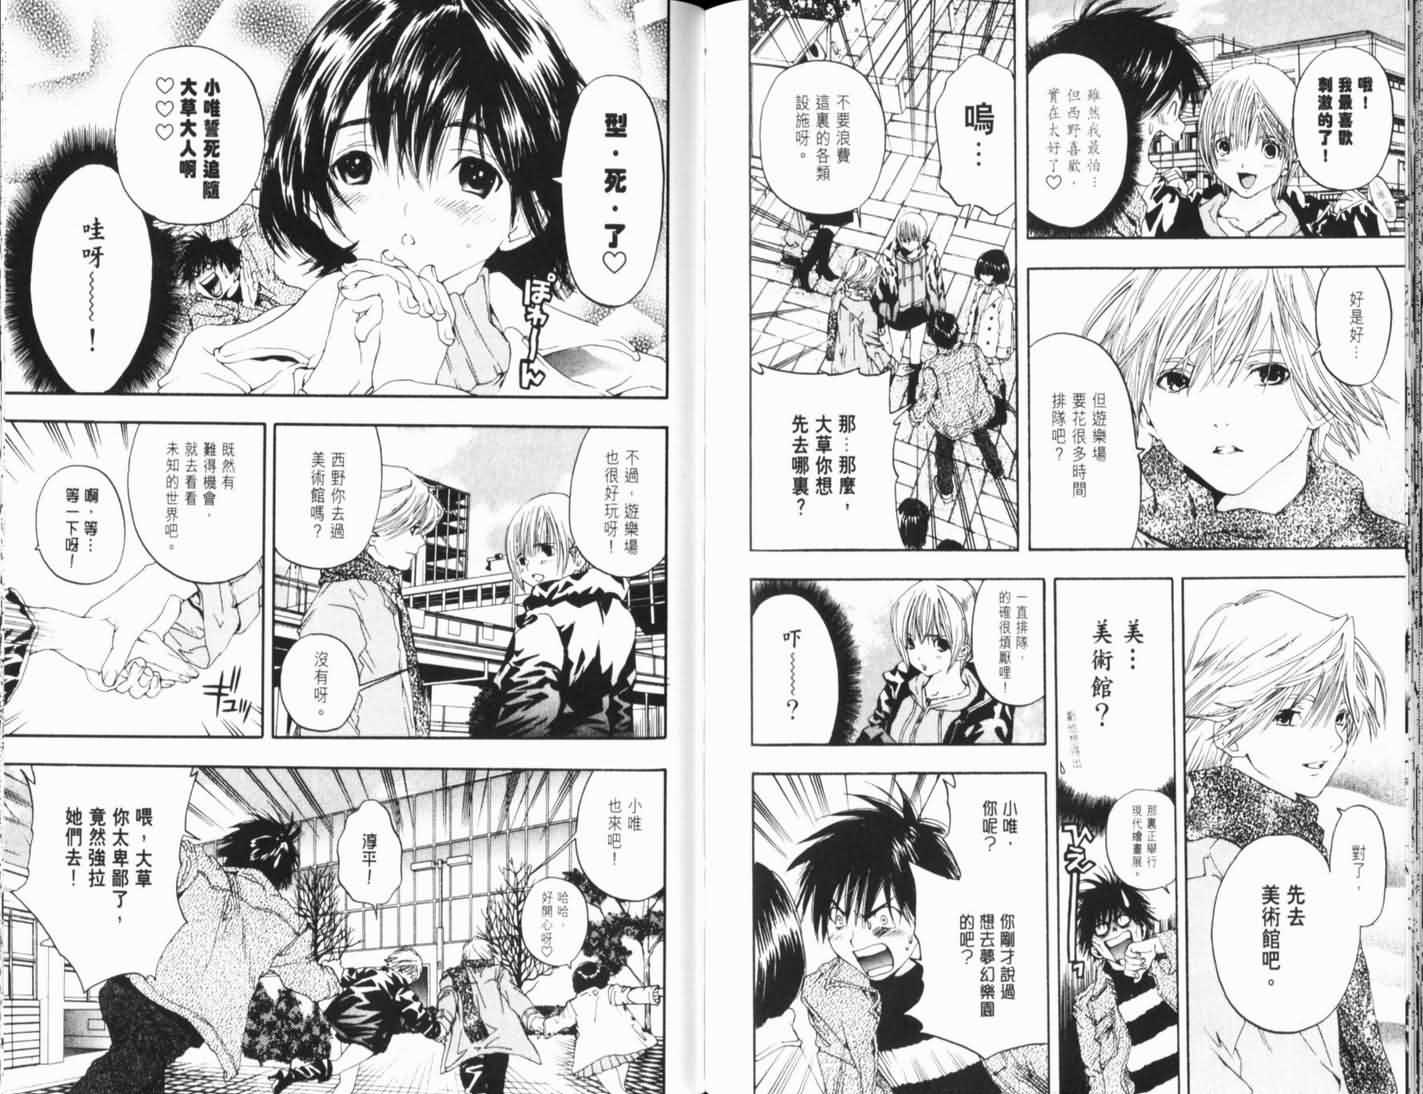 哦！
我最喜歡
刺激的了！
雖然我最怕…
但西野喜歡，
實在太好了♡
嗚…
不要浪費
這裏的各類
設施呀。
好是好…
但遊樂場
要花很多時間
排隊吧？
那…那麼，
大草你想
先去哪裏？
對了，
先去
美術館吧。
美…
美術館？
那裏正舉行
現代繪畫展。
へえー！
一直排隊，
的確很煩厭哩！
吓～～～？
小唯，
你呢？
你剛才說過
想去夢幻樂園
的吧？
型・死・了♡
ぽわーん
小唯誓死追隨
大草大人啊
♡♡♡
哇呀～～～！
不過，遊樂場
也很好玩呀！
西野你去過
美術館嗎？
沒有呀。
既然有
難得機會，
就去看看
未知的世界吧。
啊，等…
等一下呀！
ギュッ
小唯
也來吧！
哈哈，
好開心呀♡
淳平！
喂，大草
你太卑鄙了，
竟然強拉
她們去！